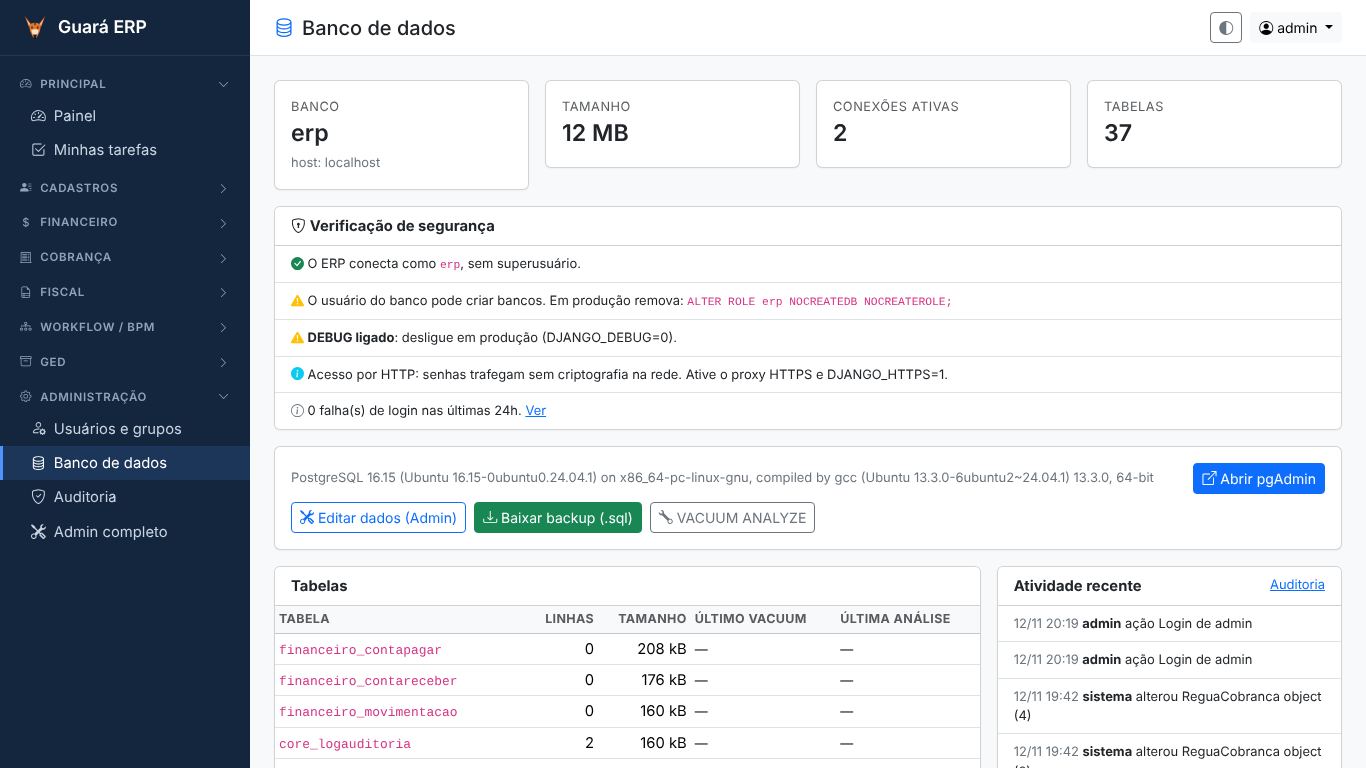 Guará ERP
PRINCIPAL
Painel
Minhas tarefas
CADASTROS
FINANCEIRO
COBRANÇA
FISCAL
WORKFLOW / BPM
GED
ADMINISTRAÇÃO
Usuários e grupos
Banco de dados
Auditoria
Admin completo
Banco de dados
admin
BANCO
erp
host: localhost
TAMANHO
12 MB
CONEXÕES ATIVAS
2
TABELAS
37
Verificação de segurança
O ERP conecta como erp, sem superusuário.
O usuário do banco pode criar bancos. Em produção remova: ALTER ROLE erp NOCREATEDB NOCREATEROLE;
DEBUG ligado: desligue em produção (DJANGO_DEBUG=0).
Acesso por HTTP: senhas trafegam sem criptografia na rede. Ative o proxy HTTPS e DJANGO_HTTPS=1.
0 falha(s) de login nas últimas 24h. Ver
PostgreSQL 16.15 (Ubuntu 16.15-0ubuntu0.24.04.1) on x86_64-pc-linux-gnu, compiled by gcc (Ubuntu 13.3.0-6ubuntu2~24.04.1) 13.3.0, 64-bit
Abrir pgAdmin
Editar dados (Admin) Baixar backup (.sql) VACUUM ANALYZE
Tabelas
TABELA LINHAS TAMANHO ÚLTIMO VACUUM ÚLTIMA ANÁLISE
financeiro_contapagar 0 208 kB — —
financeiro_contareceber 0 176 kB — —
financeiro_movimentacao 0 160 kB — —
core_logauditoria 2 160 kB — —
Atividade recente Auditoria
12/11 20:19 admin ação Login de admin
12/11 20:19 admin ação Login de admin
12/11 19:42 sistema alterou ReguaCobranca object
(4)
12/11 19:42 sistema alterou ReguaCobranca object